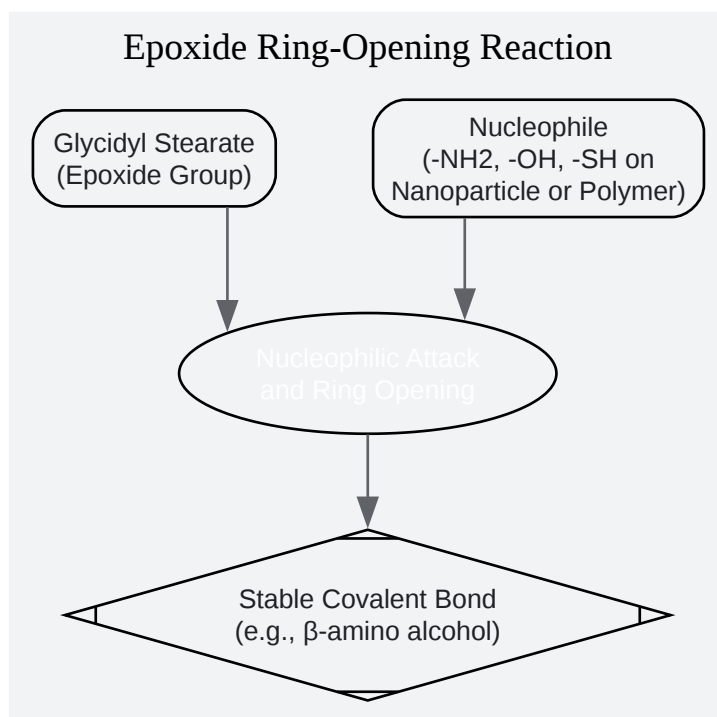 Epoxide Ring-Opening Reaction
Glycidyl Stearate
(Epoxide Group)
Nucleophile
(-NH2, -OH, -SH on
Nanoparticle or Polymer)
Nucleophilic Attack
and Ring Opening
Stable Covalent Bond
(e.g., β-amino alcohol)